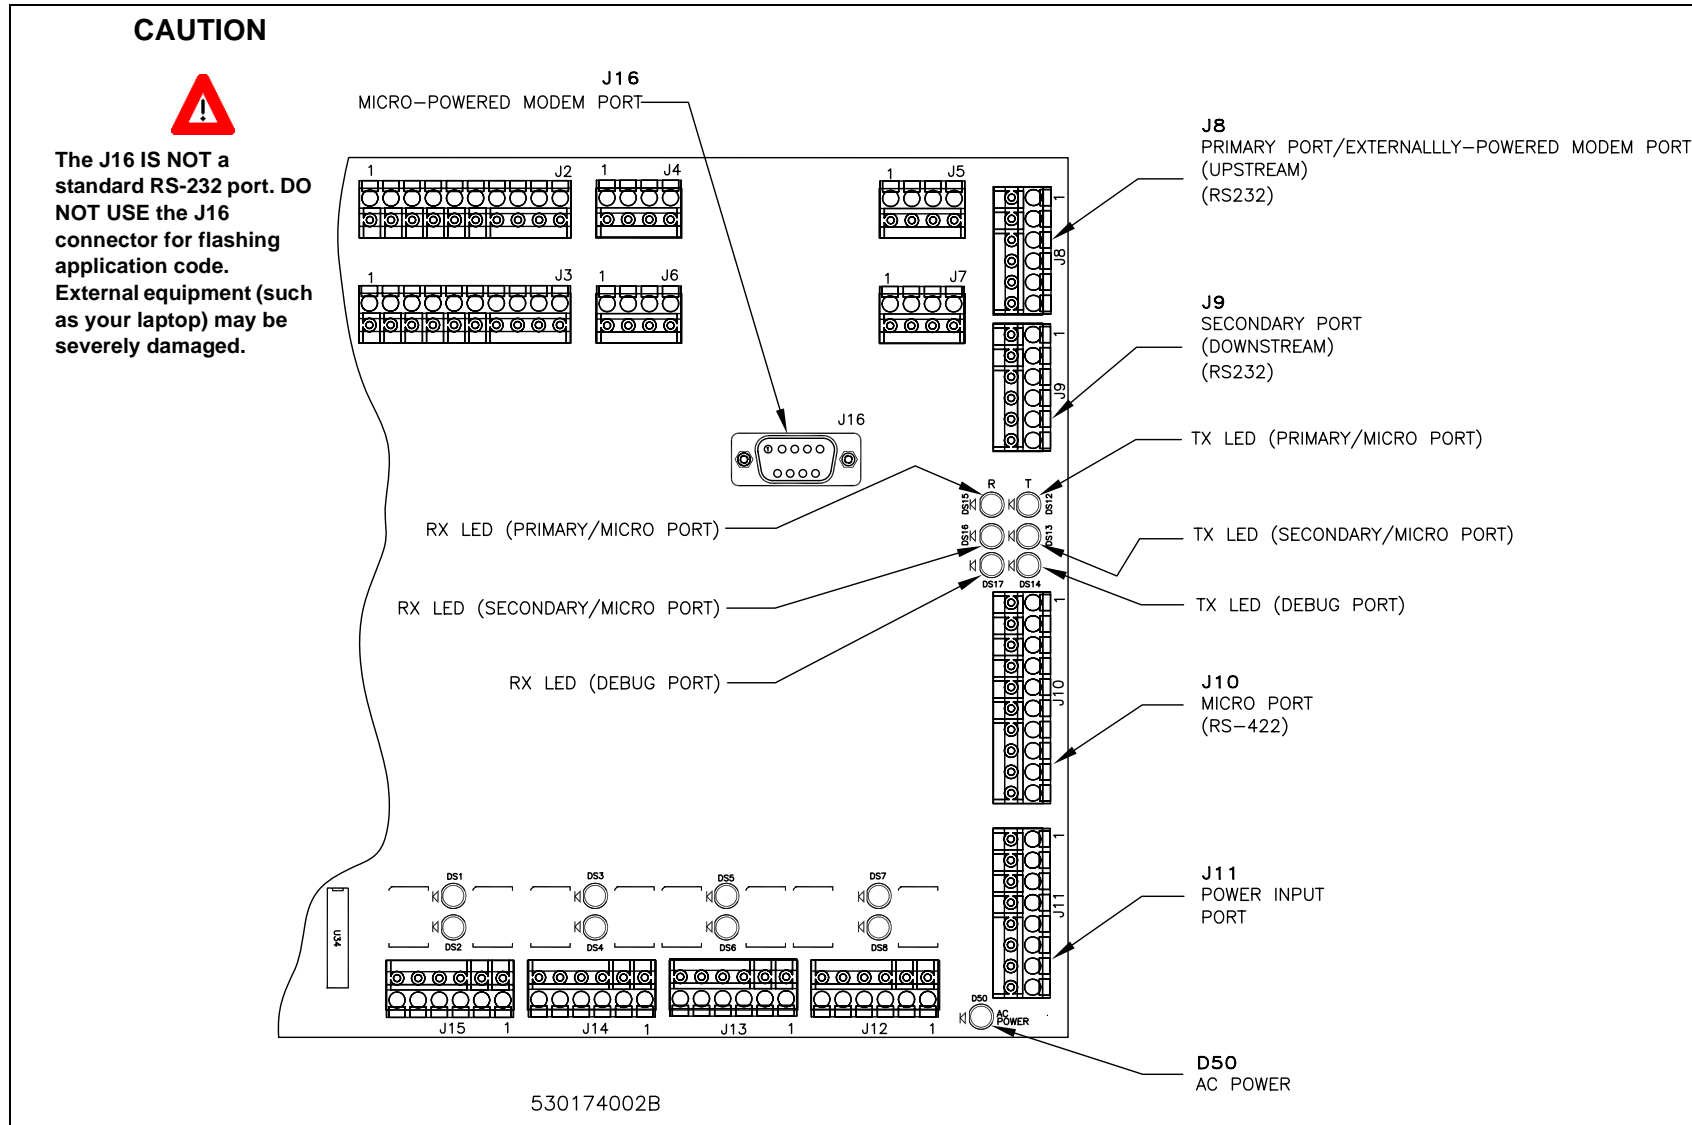 CAUTION
The J16 IS NOT a
standard RS-232 port. DO
NOT USE the J16
connector for flashing
application code.
External equipment (such
as your laptop) may be
severely damaged.
J16
MICRO-POWERED MODEM PORT
J8
PRIMARY PORT/EXTERNALLLY-POWERED MODEM PORT
(UPSTREAM)
(RS232)
1 J2
1 J4
1 J5
1
J8
1 J3
1 J6
1 J7
J9
SECONDARY PORT
(DOWNSTREAM)
(RS232)
1
J9
J16
1
TX LED (PRIMARY/MICRO PORT)
R T
DS15
DS12
RX LED (PRIMARY/MICRO PORT)
DS16
DS13
TX LED (SECONDARY/MICRO PORT)
DS17 DS14
RX LED (SECONDARY/MICRO PORT)
TX LED (DEBUG PORT)
RX LED (DEBUG PORT)
1
J10
J10
MICRO PORT
(RS-422)
1
J11
J11
POWER INPUT
PORT
DS1 DS3 DS5 DS7
DS2 DS4 DS6 DS8
U34
J15 1
J14 1
J13 1
J12 1
D50
AC
POWER
D50
AC POWER
530174002B